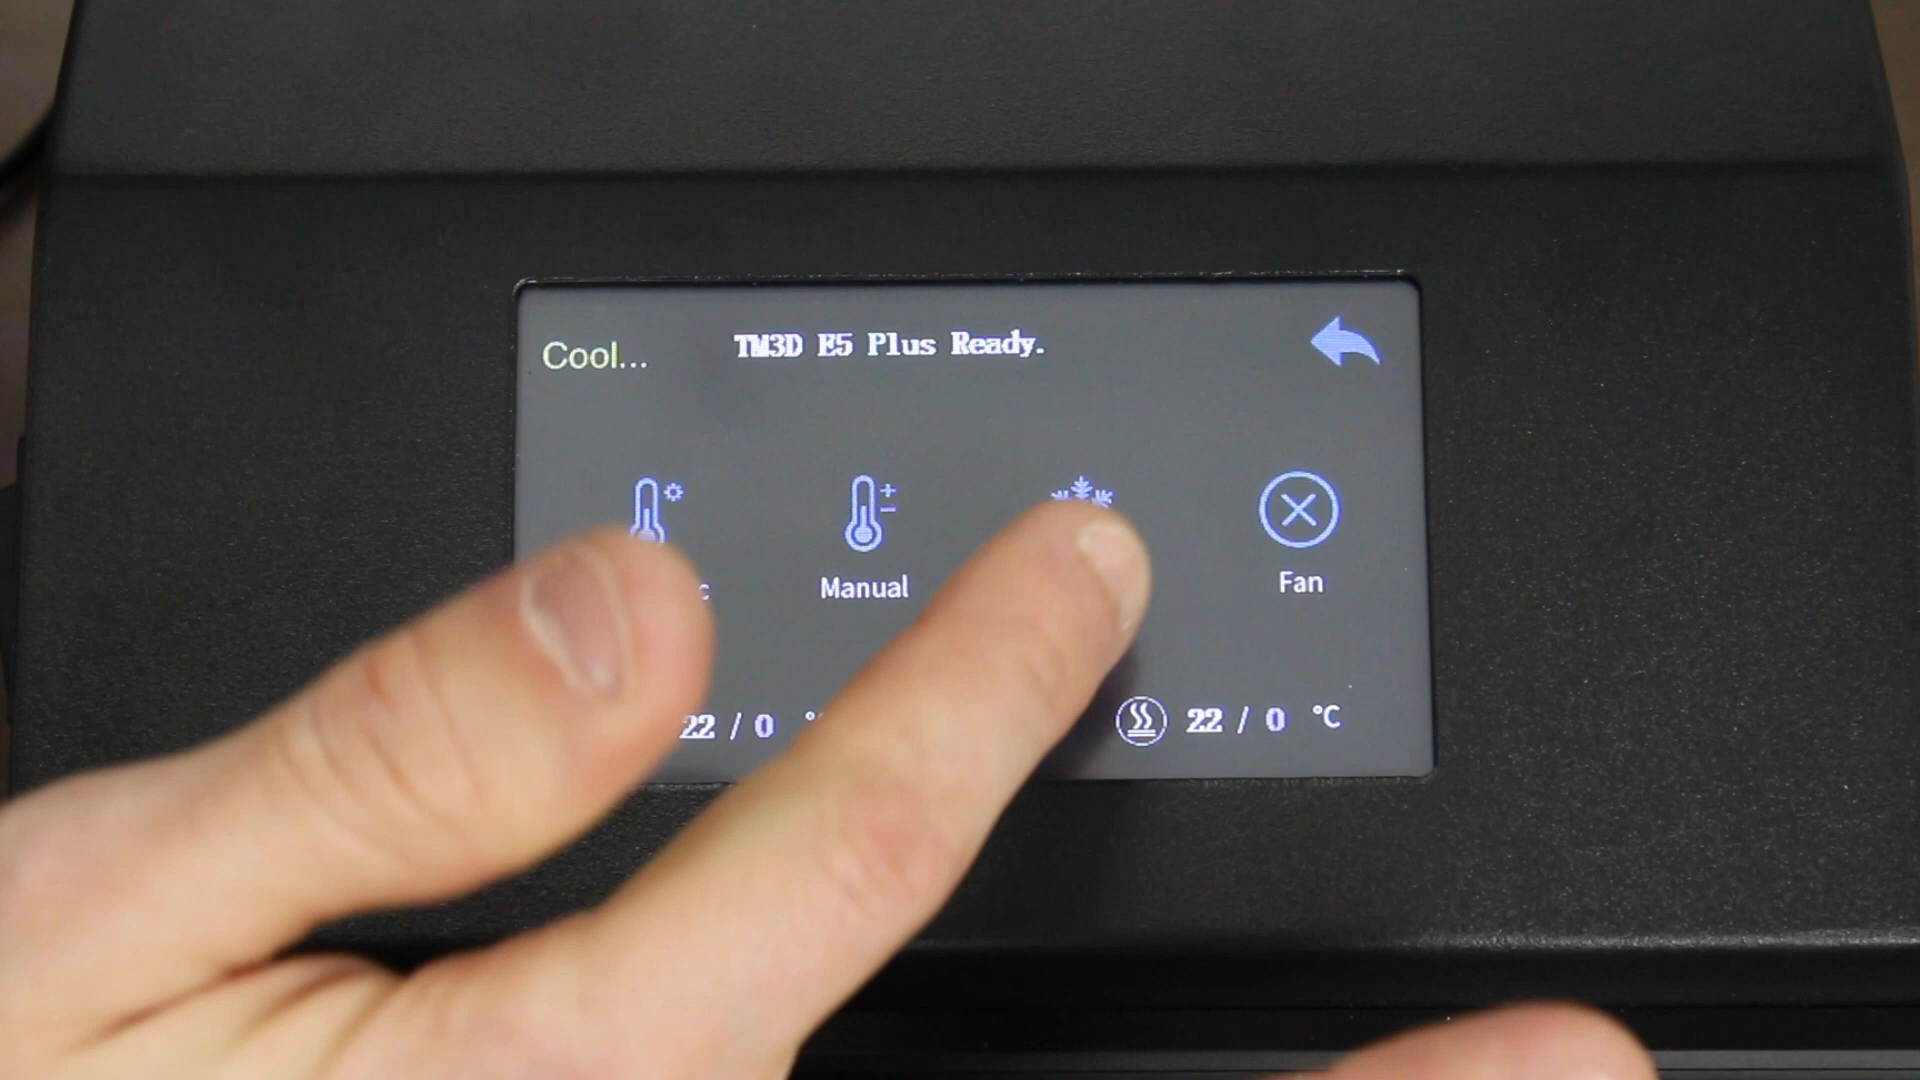 Cool...
TM3D E5 Plus Ready.
Manual
Fan
22 / 0
22 / 0 °C